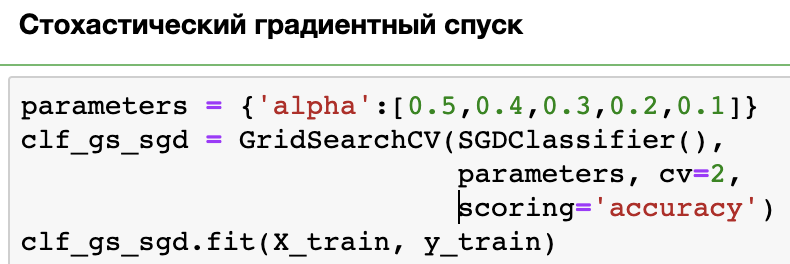 Стохастический градиентный спуск
parameters = {'alpha':[0.5,0.4,0.3,0.2,0.1]}
clf_gs_sgd = GridSearchCV(SGDClassifier(),
parameters, cv=2,
scoring='accuracy')
clf_gs_sgd.fit(X_train, y_train)